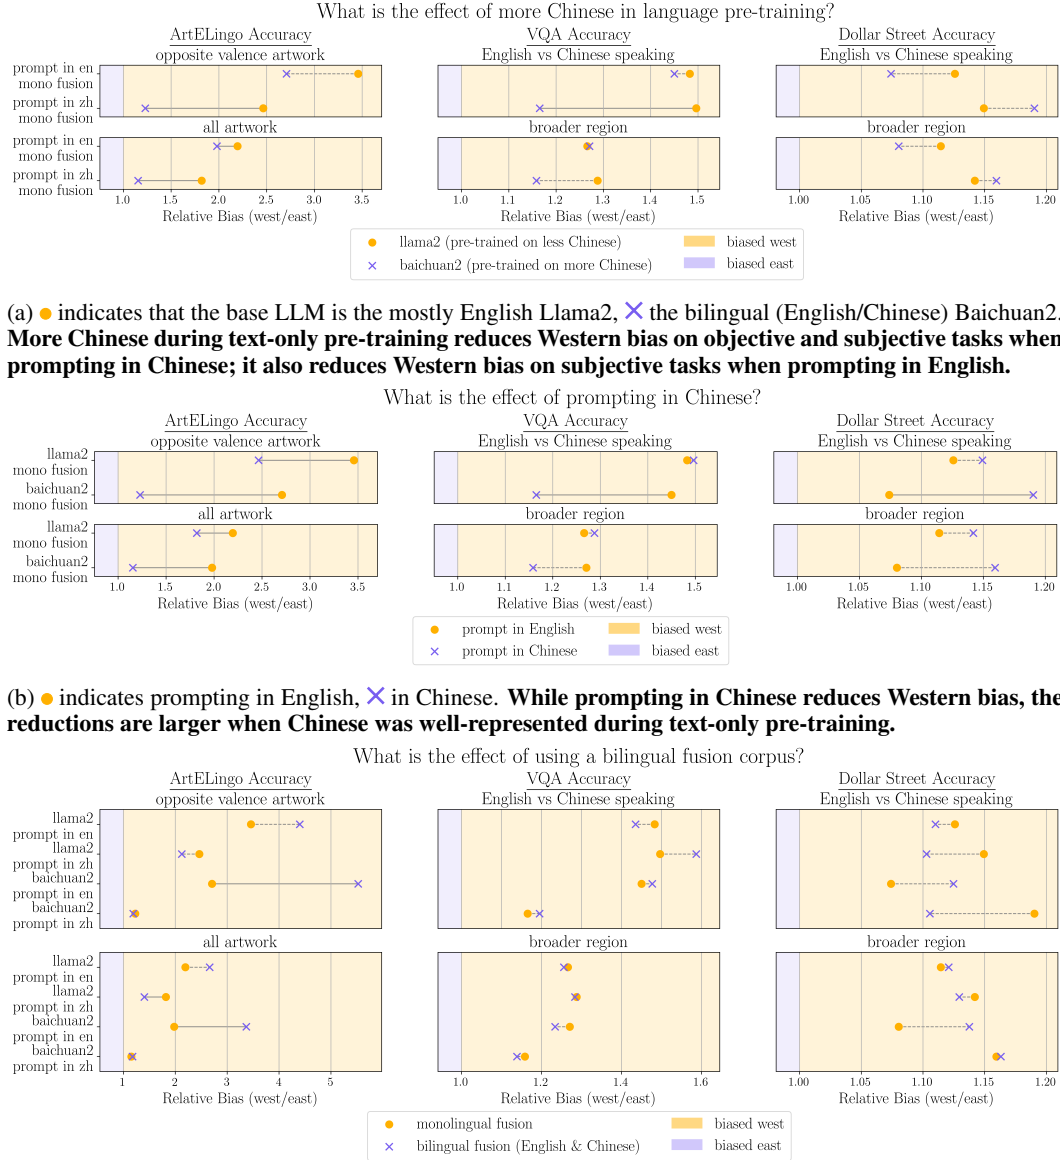 What is the effect of more Chinese in language pre-training?
ArtELingo Accuracy
opposite valence artwork
VQA Accuracy
English vs Chinese speaking
Dollar Street Accuracy
English vs Chinese speaking
prompt in en
mono fusion
prompt in zh
mono fusion
all artwork
broader region
broader region
prompt in en
mono fusion
prompt in zh
mono fusion
1.0 1.5 2.0 2.5 3.0 3.5
1.0 1.1 1.2 1.3 1.4 1.5
1.00 1.05 1.10 1.15 1.20
Relative Bias (west/east)
Relative Bias (west/east)
Relative Bias (west/east)
llama2 (pre-trained on less Chinese)
baichuan2 (pre-trained on more Chinese)
biased west
biased east
(a) indicates that the base LLM is the mostly English Llama2, the bilingual (English/Chinese) Baichuan2.
More Chinese during text-only pre-training reduces Western bias on objective and subjective tasks when
prompting in Chinese; it also reduces Western bias on subjective tasks when prompting in English.
What is the effect of prompting in Chinese?
ArtELingo Accuracy
opposite valence artwork
VQA Accuracy
English vs Chinese speaking
Dollar Street Accuracy
English vs Chinese speaking
llama2
mono fusion
baichuan2
mono fusion
all artwork
broader region
broader region
llama2
mono fusion
baichuan2
mono fusion
1.0 1.5 2.0 2.5 3.0 3.5
1.0 1.1 1.2 1.3 1.4 1.5
1.00 1.05 1.10 1.15 1.20
Relative Bias (west/east)
Relative Bias (west/east)
Relative Bias (west/east)
prompt in English
prompt in Chinese
biased west
biased east
(b) indicates prompting in English, in Chinese. While prompting in Chinese reduces Western bias, the
reductions are larger when Chinese was well-represented during text-only pre-training.
What is the effect of using a bilingual fusion corpus?
ArtELingo Accuracy
opposite valence artwork
VQA Accuracy
English vs Chinese speaking
Dollar Street Accuracy
English vs Chinese speaking
llama2
prompt in en
llama2
prompt in zh
baichuan2
prompt in en
baichuan2
prompt in zh
all artwork
broader region
broader region
llama2
prompt in en
llama2
prompt in zh
baichuan2
prompt in en
baichuan2
prompt in zh
1 2 3 4 5
1.0 1.2 1.4 1.6
1.00 1.05 1.10 1.15 1.20
Relative Bias (west/east)
Relative Bias (west/east)
Relative Bias (west/east)
monolingual fusion
bilingual fusion (English & Chinese)
biased west
biased east